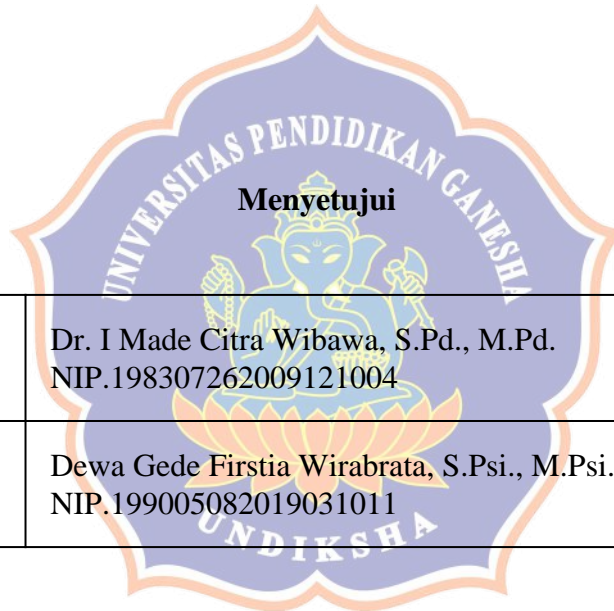 UNIVERSITAS PENDIDIKAN GANESHA
Menyetujui
Dr. I Made Citra Wibawa, S.Pd., M.Pd.
NIP.198307262009121004
Dewa Gede Firstia Wirabrata, S.Psi., M.Psi.
NIP.199005082019031011
UNDIKSHA